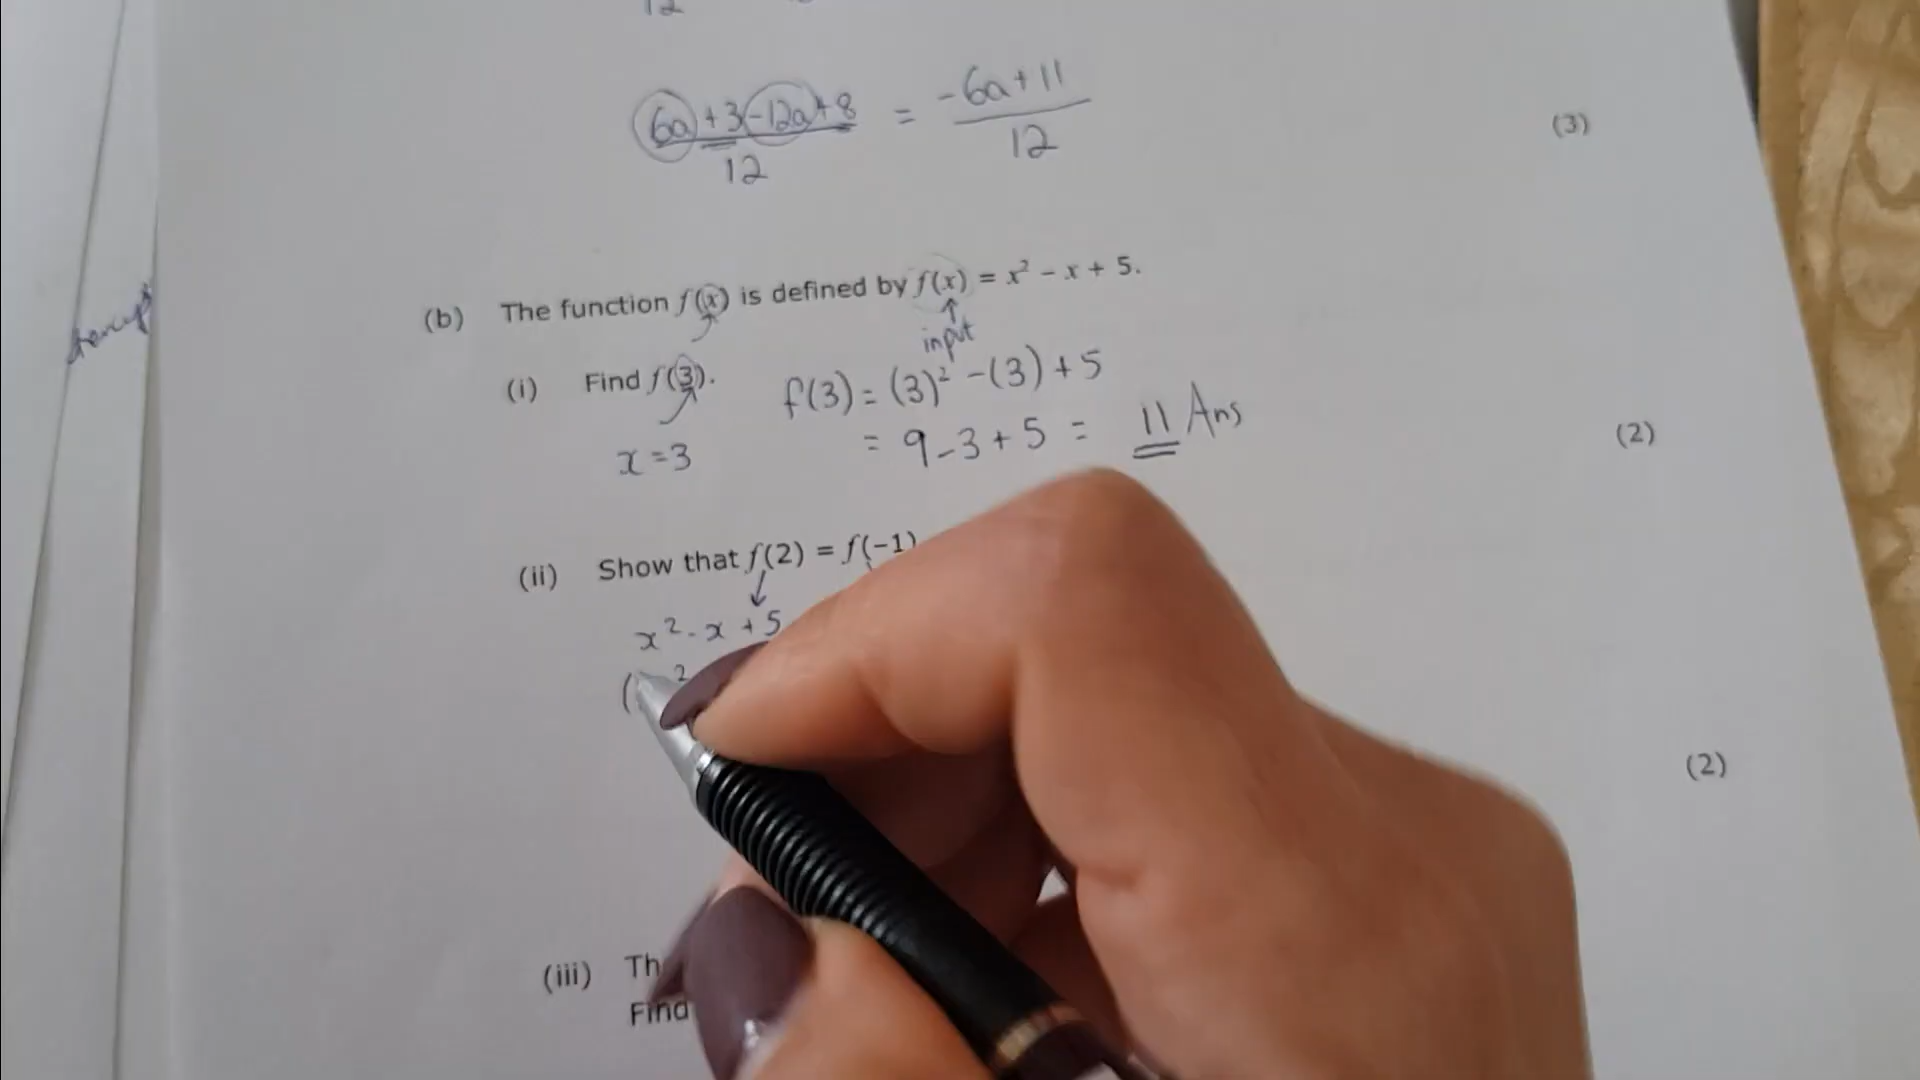 12
6a + 3 - 12a + 8 = -6a + 11
12 12
(3)
(b) The function f(x) is defined by f(x) = x² - x + 5.
input
(i) Find f(3). f(3) = (3)² - (3) + 5
x = 3 = 9 - 3 + 5 = 11 Ans
(2)
(ii) Show that f(2) = f(-1)
x² - x + 5
( ²
(2)
(iii) Th
Find